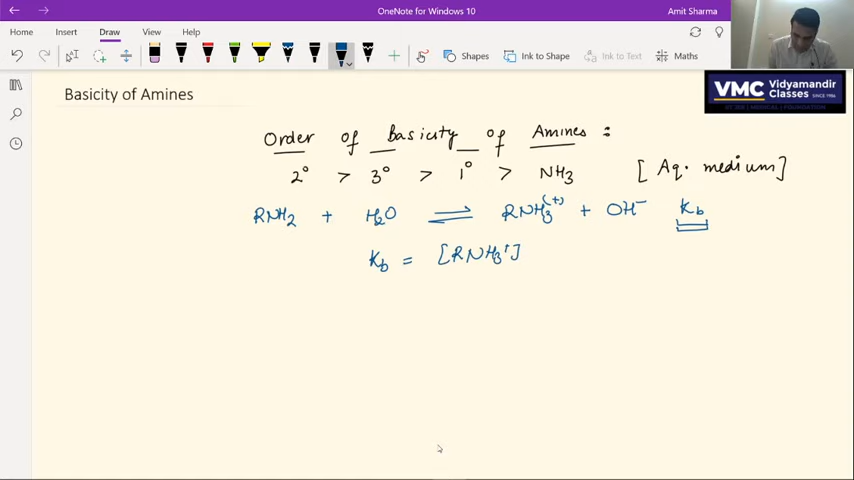 OneNote for Windows 10
Amit Sharma
Home Insert Draw View Help
Shapes Ink to Shape Ink to Text Maths
VMC Vidyamandir Classes SINCE 1986
Basicity of Amines
Order of Basicity of Amines :
2° > 3° > 1° > NH3 [Aq. medium]
RNH2 + H2O ⇌ RNH3(+) + OH− Kb
Kb = [RNH3+]